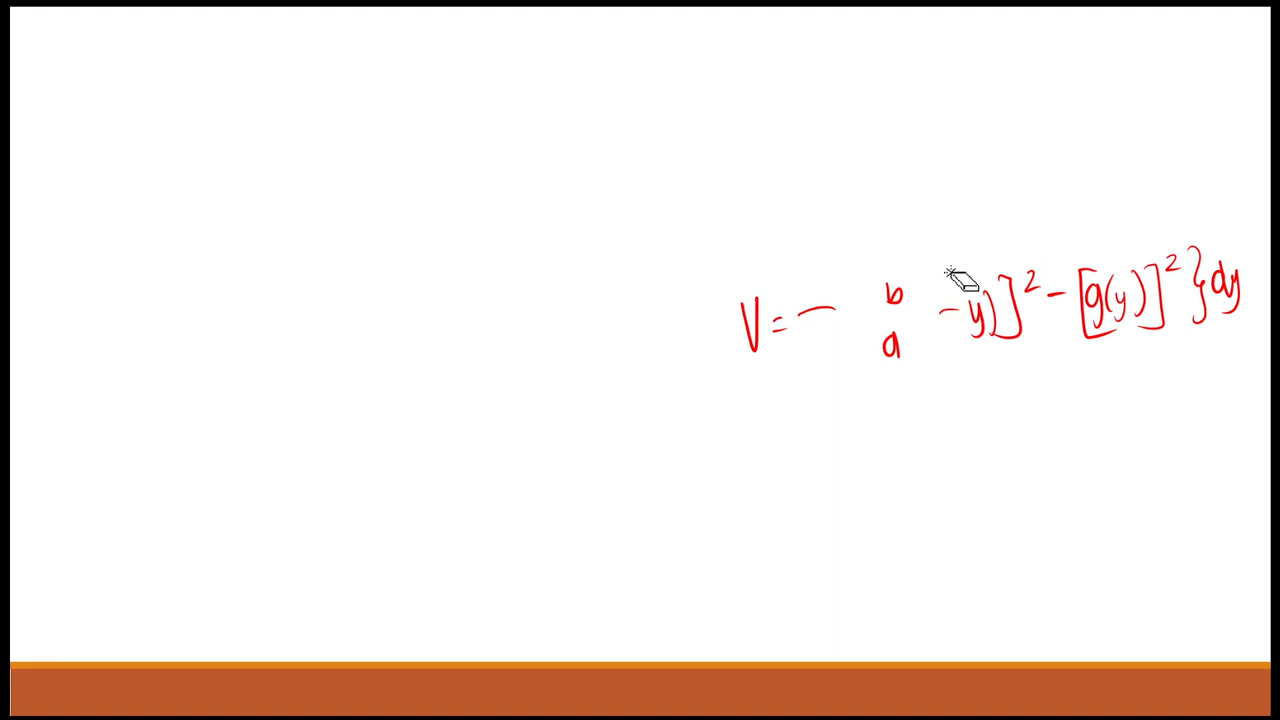 V = — b a - y)]² - [g(y)]² } dy